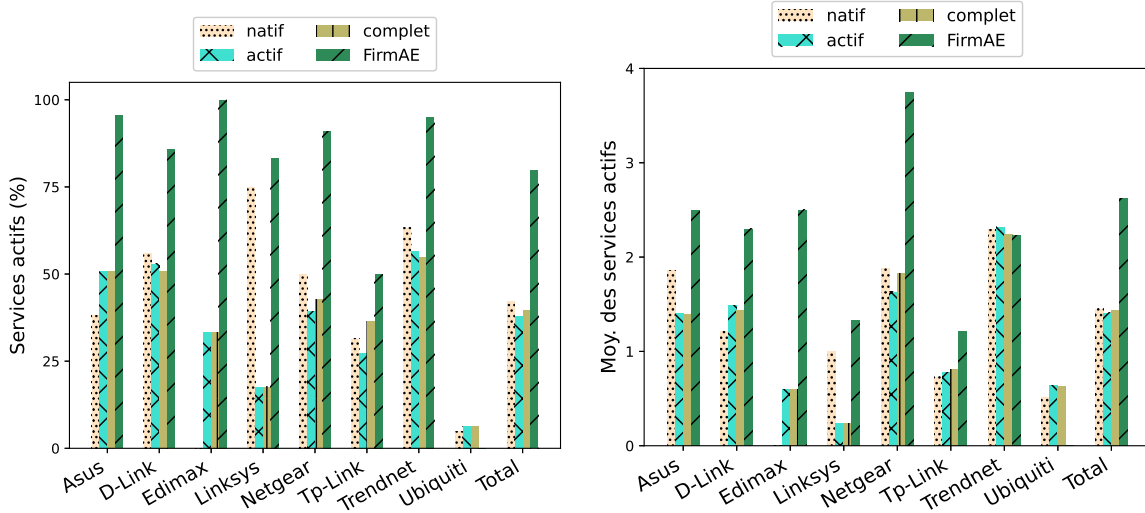 natif
actif
complet
FirmAE
Services actifs (%)
100
75
50
25
0
Asus
D-Link
Edimax
Linksys
Netgear
Tp-Link
Trendnet
Ubiquiti
Total
natif
actif
complet
FirmAE
Moy. des services actifs
4
3
2
1
0
Asus
D-Link
Edimax
Linksys
Netgear
Tp-Link
Trendnet
Ubiquiti
Total